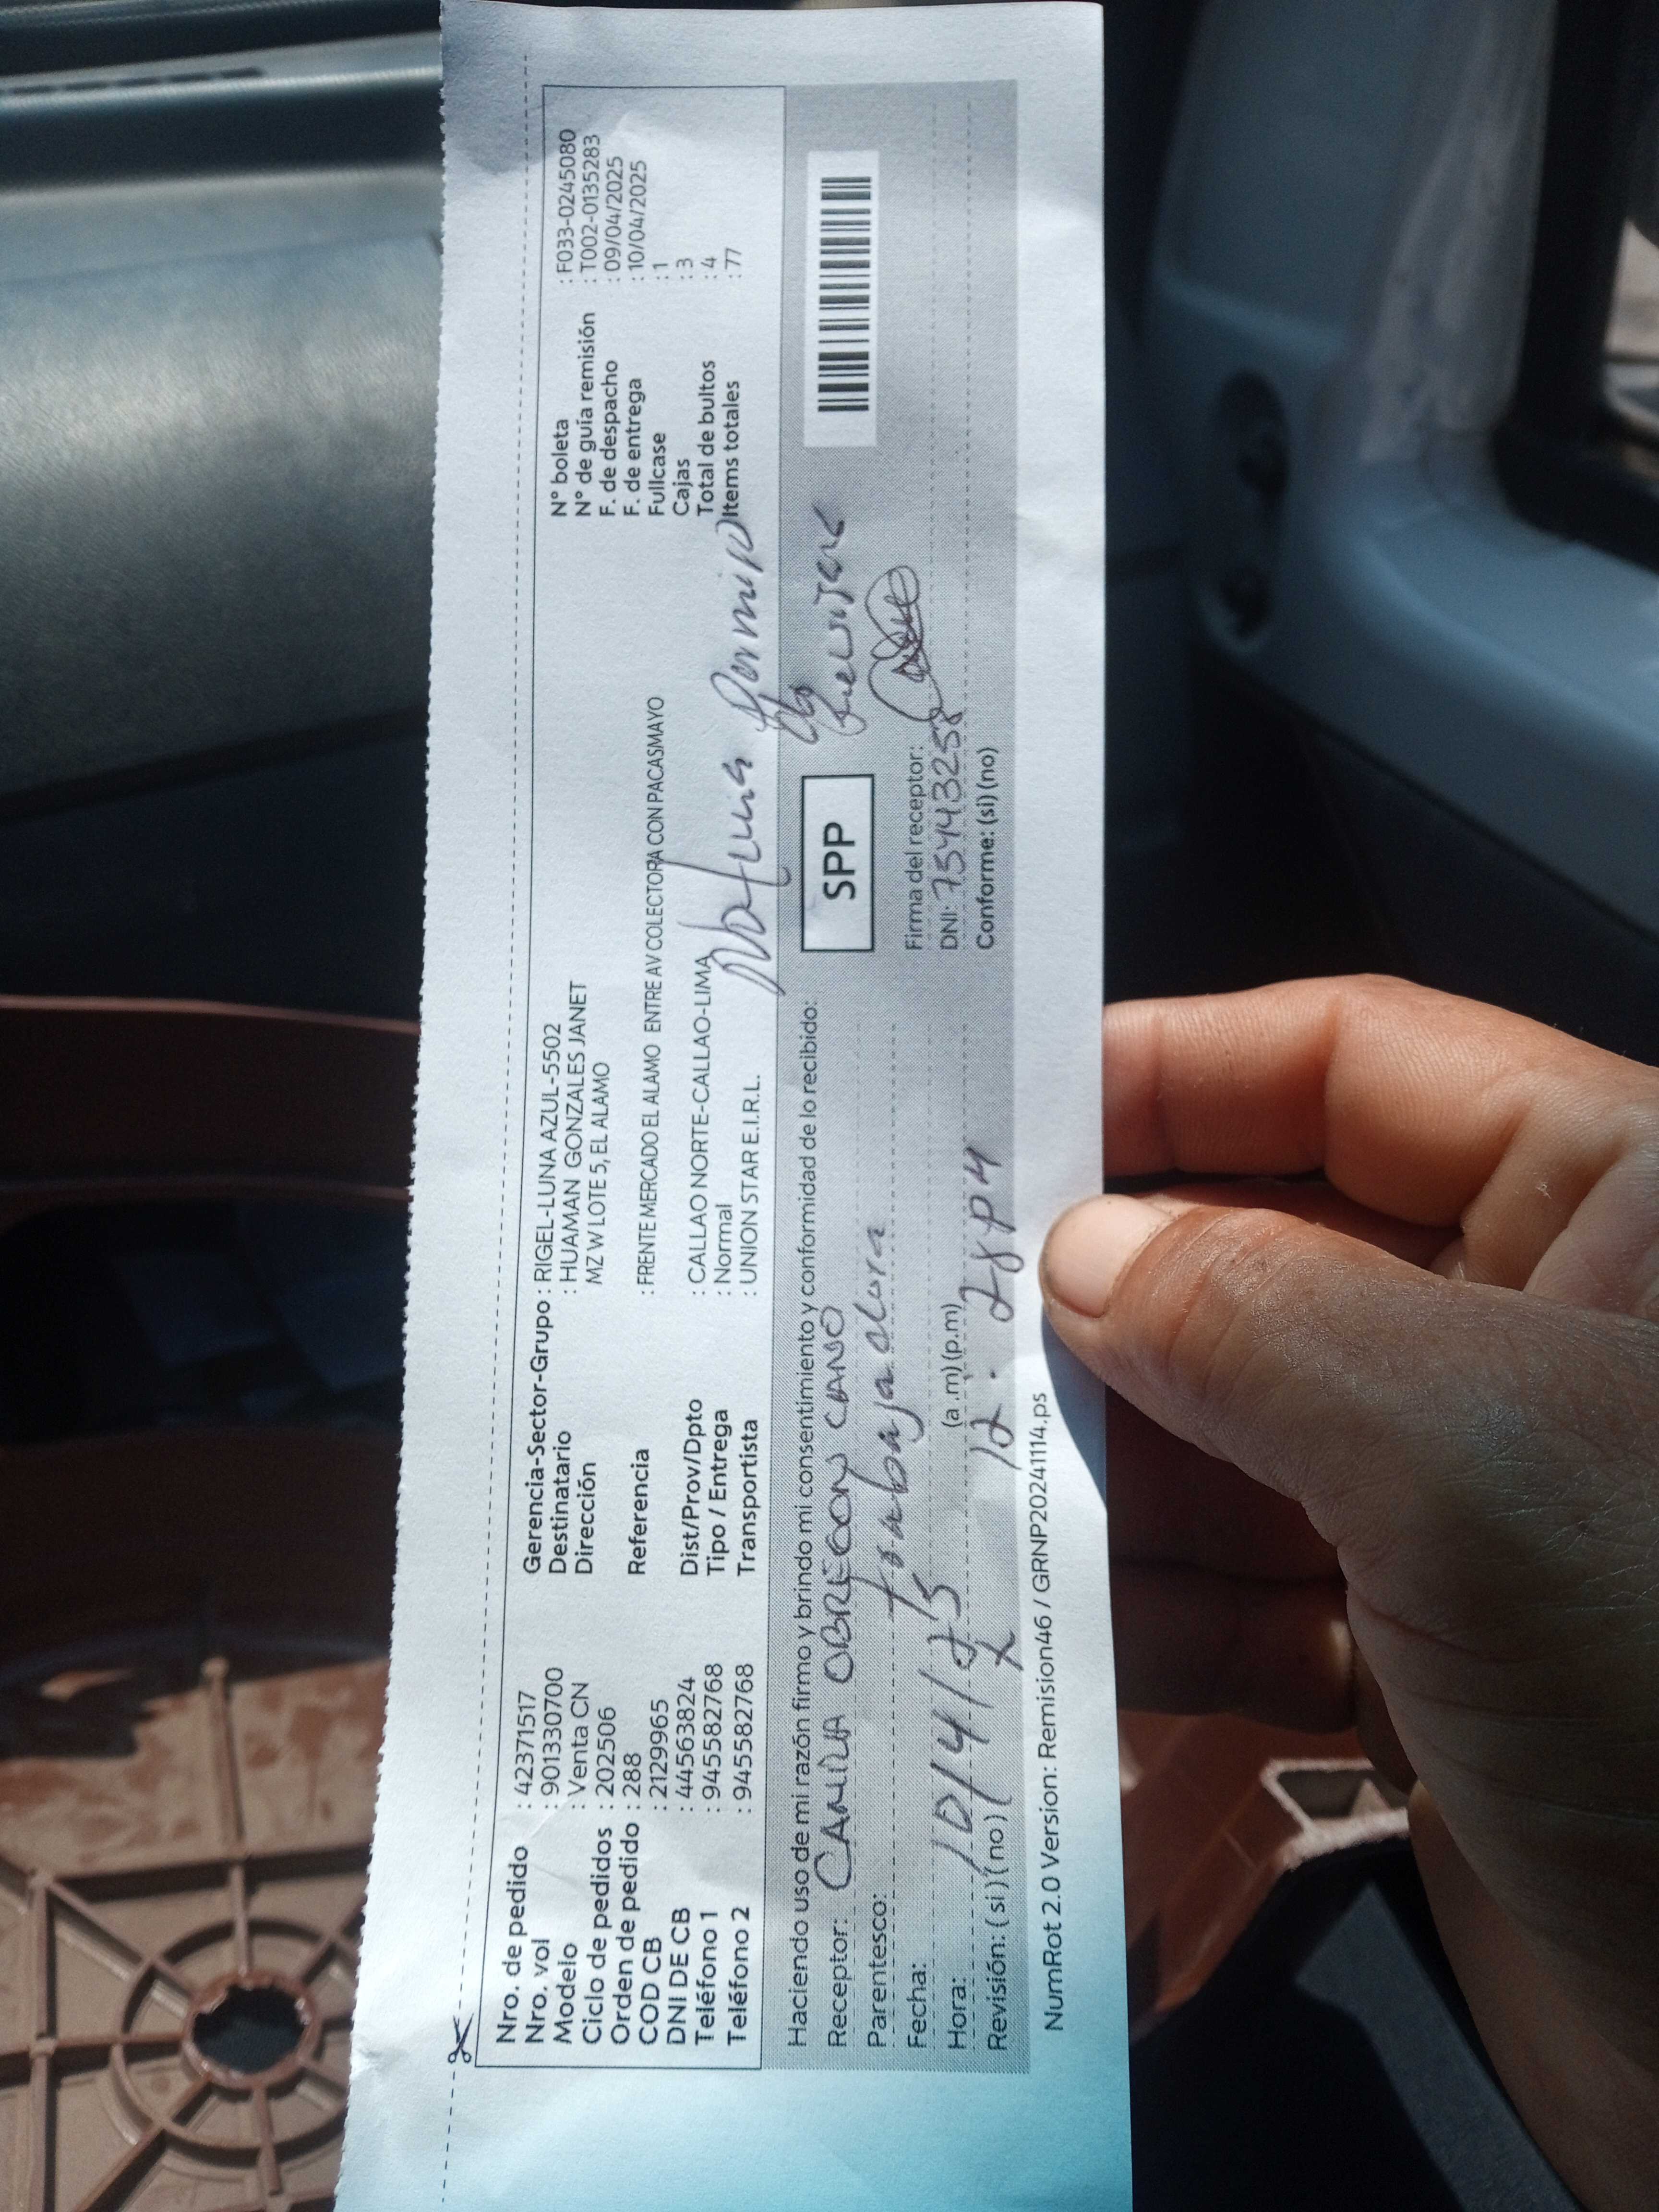 Nro. de pedido : 42371517
Nro. vol : 901330700
Modelo : Venta CN
Ciclo de pedidos : 202506
Orden de pedido : 288
COD CB : 2129965
DNI DE CB : 44563824
Teléfono 1 : 945582768
Teléfono 2 : 945582768
Gerencia-Sector-Grupo : RIGEL-LUNA AZUL-5502
Destinatario : HUAMAN GONZALES JANET
Dirección MZ W LOTE 5, EL ALAMO
Referencia : FRENTE MERCADO EL ALAMO ENTRE AV COLECTORA CON PACASMAYO
Dist/Prov/Dpto : CALLAO NORTE-CALLAO-LIMA
Tipo / Entrega : Normal
Transportista : UNION STAR E.I.R.L.
N° boleta : F033-0245080
N° de guía remisión : T002-0135283
F. de despacho : 09/04/2025
F. de entrega : 10/04/2025
Fullcase : 1
Cajas : 3
Total de bultos : 4
Items totales : 77
Haciendo uso de mi razón firmo y brindo mi consentimiento y conformidad de lo recibido:
Receptor: CAMILA OBREGON CANO
Parentesco: trabajadora
Fecha: 10/4/25
Hora: (a.m) (p.m)
12: 28 PM
Revisión: (si) (no) (
SPP
Firma del receptor:
DNI: 75443258
Conforme: (si) (no)
NumRot 2.0 Version: Remision46 / GRNP20241114.ps